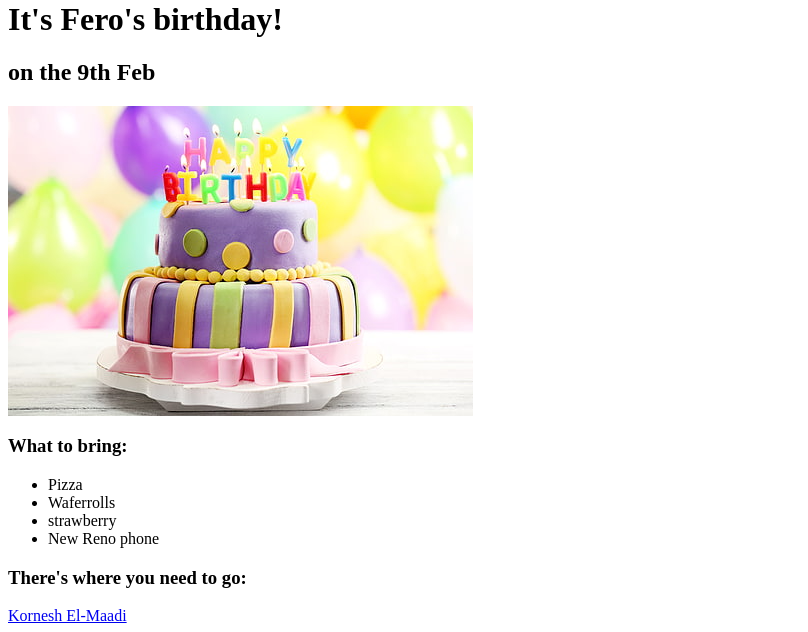 It's Fero's birthday!
on the 9th Feb
HAPPY
BIRTHDAY
What to bring:
Pizza
Waferrolls
strawberry
New Reno phone
There's where you need to go:
Kornesh El-Maadi